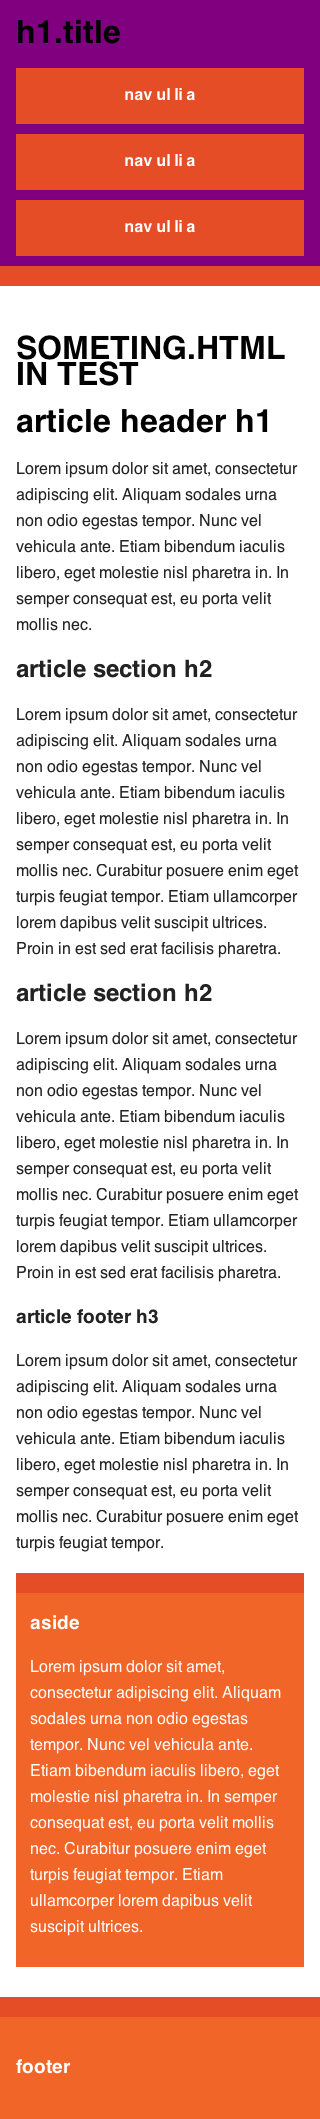 h1.title
nav ul li a
nav ul li a
nav ul li a
SOMETING.HTML
IN TEST
article header h1
Lorem ipsum dolor sit amet, consectetur
adipiscing elit. Aliquam sodales urna
non odio egestas tempor. Nunc vel
vehicula ante. Etiam bibendum iaculis
libero, eget molestie nisl pharetra in. In
semper consequat est, eu porta velit
mollis nec.
article section h2
Lorem ipsum dolor sit amet, consectetur
adipiscing elit. Aliquam sodales urna
non odio egestas tempor. Nunc vel
vehicula ante. Etiam bibendum iaculis
libero, eget molestie nisl pharetra in. In
semper consequat est, eu porta velit
mollis nec. Curabitur posuere enim eget
turpis feugiat tempor. Etiam ullamcorper
lorem dapibus velit suscipit ultrices.
Proin in est sed erat facilisis pharetra.
article section h2
Lorem ipsum dolor sit amet, consectetur
adipiscing elit. Aliquam sodales urna
non odio egestas tempor. Nunc vel
vehicula ante. Etiam bibendum iaculis
libero, eget molestie nisl pharetra in. In
semper consequat est, eu porta velit
mollis nec. Curabitur posuere enim eget
turpis feugiat tempor. Etiam ullamcorper
lorem dapibus velit suscipit ultrices.
Proin in est sed erat facilisis pharetra.
article footer h3
Lorem ipsum dolor sit amet, consectetur
adipiscing elit. Aliquam sodales urna
non odio egestas tempor. Nunc vel
vehicula ante. Etiam bibendum iaculis
libero, eget molestie nisl pharetra in. In
semper consequat est, eu porta velit
mollis nec. Curabitur posuere enim eget
turpis feugiat tempor.
aside
Lorem ipsum dolor sit amet,
consectetur adipiscing elit. Aliquam
sodales urna non odio egestas
tempor. Nunc vel vehicula ante.
Etiam bibendum iaculis libero, eget
molestie nisl pharetra in. In semper
consequat est, eu porta velit mollis
nec. Curabitur posuere enim eget
turpis feugiat tempor. Etiam
ullamcorper lorem dapibus velit
suscipit ultrices.
footer